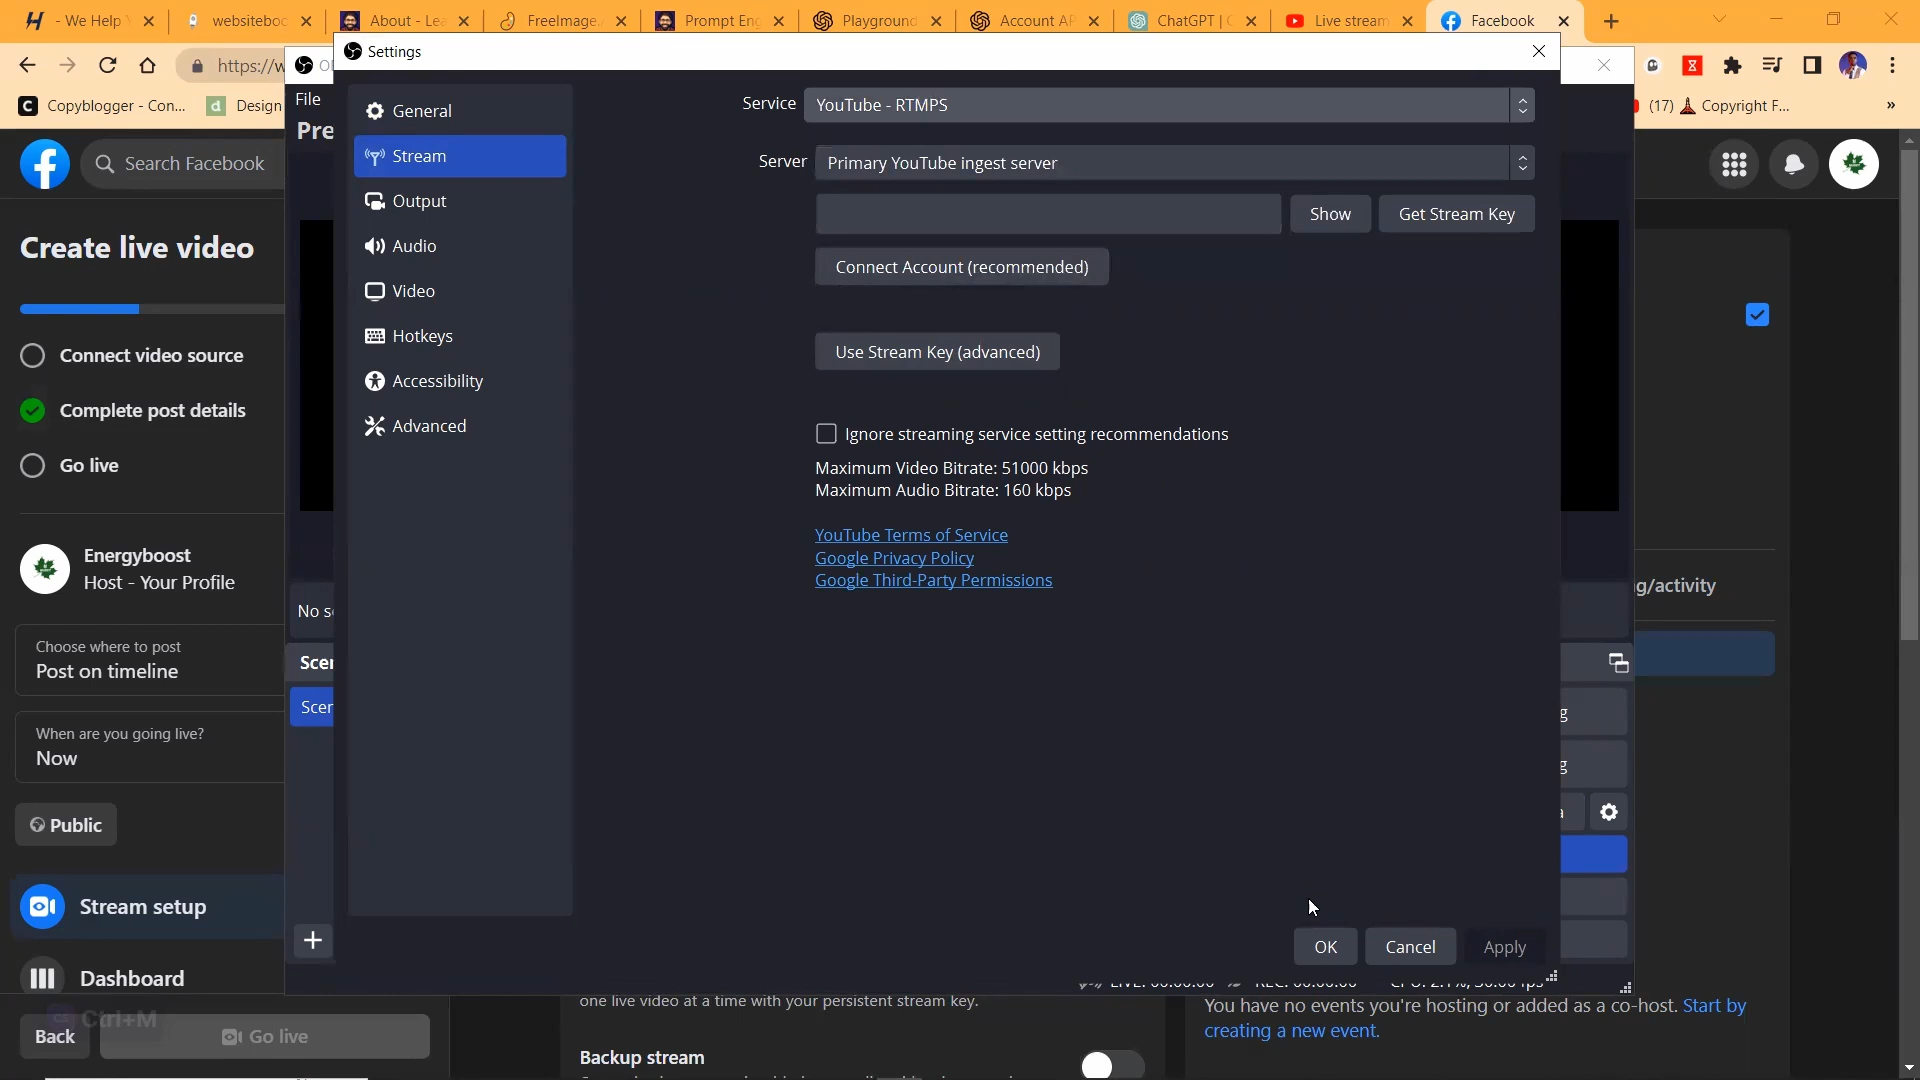 - We Help Y
websiteboo
About - Lea
FreeImage.
Prompt Eng
Playground
Account AP
ChatGPT | C
Live stream
Facebook
https://w
Settings
Copyblogger - Con...
Design
(17)
Copyright F...
File
Pre
General
Stream
Output
Audio
Video
Hotkeys
Accessibility
Advanced
Service
YouTube - RTMPS
Server
Primary YouTube ingest server
Show
Get Stream Key
Connect Account (recommended)
Use Stream Key (advanced)
Ignore streaming service setting recommendations
Maximum Video Bitrate: 51000 kbps
Maximum Audio Bitrate: 160 kbps
YouTube Terms of Service
Google Privacy Policy
Google Third-Party Permissions
OK
Cancel
Apply
Search Facebook
Create live video
Connect video source
Complete post details
Go live
Energyboost
Host - Your Profile
Choose where to post
Post on timeline
When are you going live?
Now
Public
Stream setup
Dashboard
Ctrl+M
Back
Go live
No s
Scen
Scen
g/activity
one live video at a time with your persistent stream key.
Backup stream
You have no events you're hosting or added as a co-host. Start by
creating a new event.